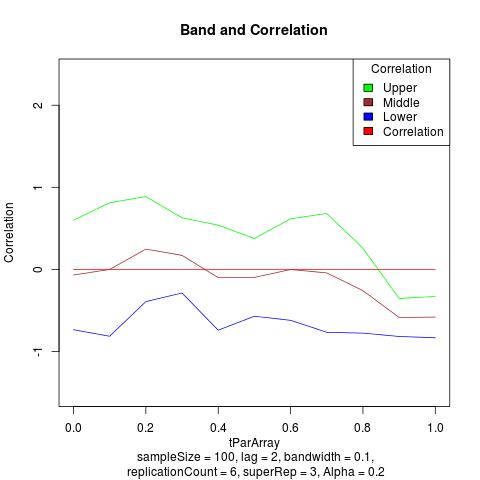 Band and Correlation
Correlation
Upper
Middle
Lower
Correlation
Correlation
2
1
0
-1
0.0 0.2 0.4 0.6 0.8 1.0
tParArray
sampleSize = 100, lag = 2, bandwidth = 0.1,
replicationCount = 6, superRep = 3, Alpha = 0.2